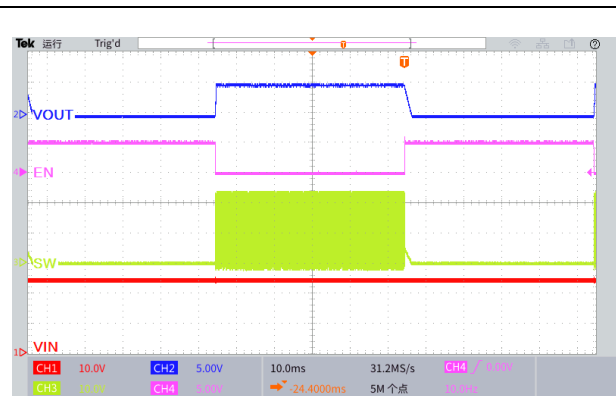 Tek 运行 Trig'd
T
T
2 VOUT
4 EN
SW
1 VIN
CH1 10.0V CH2 5.00V 10.0ms 31.2MS/s CH4 0.00V
CH3 10.0V CH4 5.00V -24.4000ms 5M 个点 10.0Hz